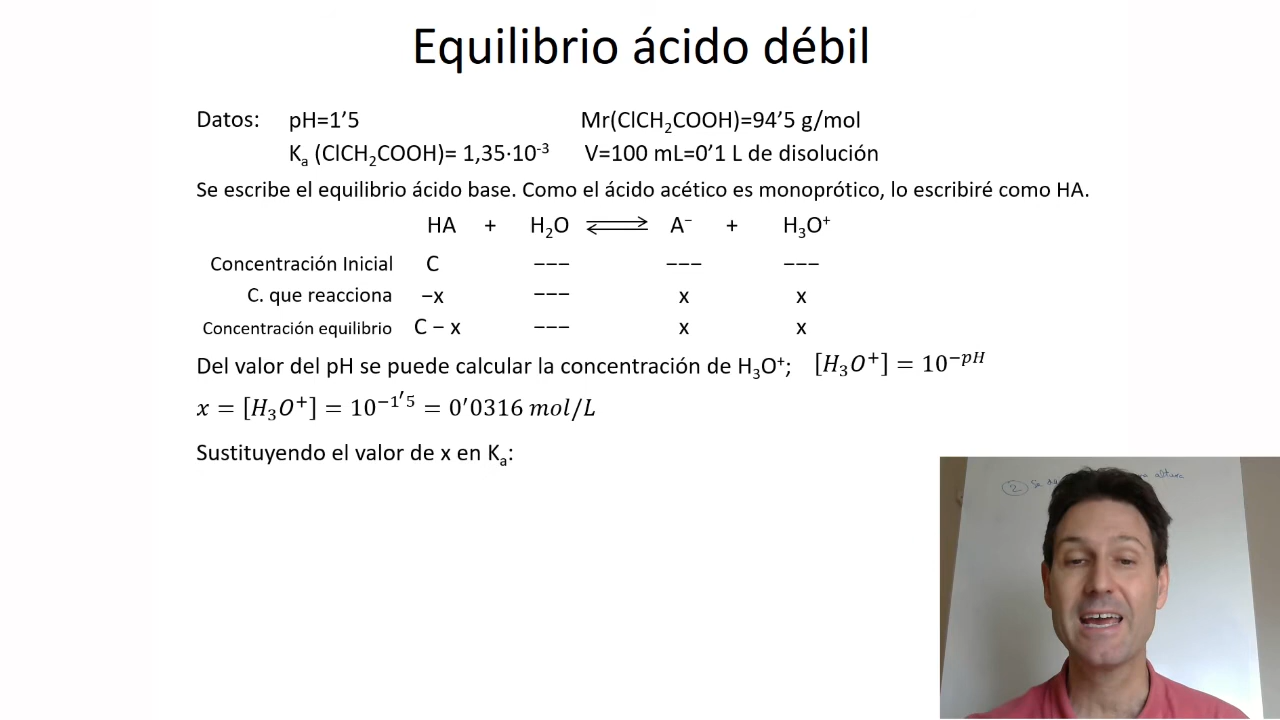 Equilibrio ácido débil
Datos: pH=1’5 Mr(ClCH₂COOH)=94’5 g/mol
Kₐ (ClCH₂COOH)= 1,35·10⁻³ V=100 mL=0’1 L de disolución
Se escribe el equilibrio ácido base. Como el ácido acético es monoprótico, lo escribiré como HA.
HA + H₂O ⇌ A⁻ + H₃O⁺
Concentración Inicial C −−− −−− −−−
C. que reacciona −x −−− x x
Concentración equilibrio C − x −−− x x
Del valor del pH se puede calcular la concentración de H₃O⁺; [H₃O⁺] = 10^−pH
x = [H₃O⁺] = 10^−1′5 = 0′0316 mol/L
Sustituyendo el valor de x en Kₐ:
2 Se altura